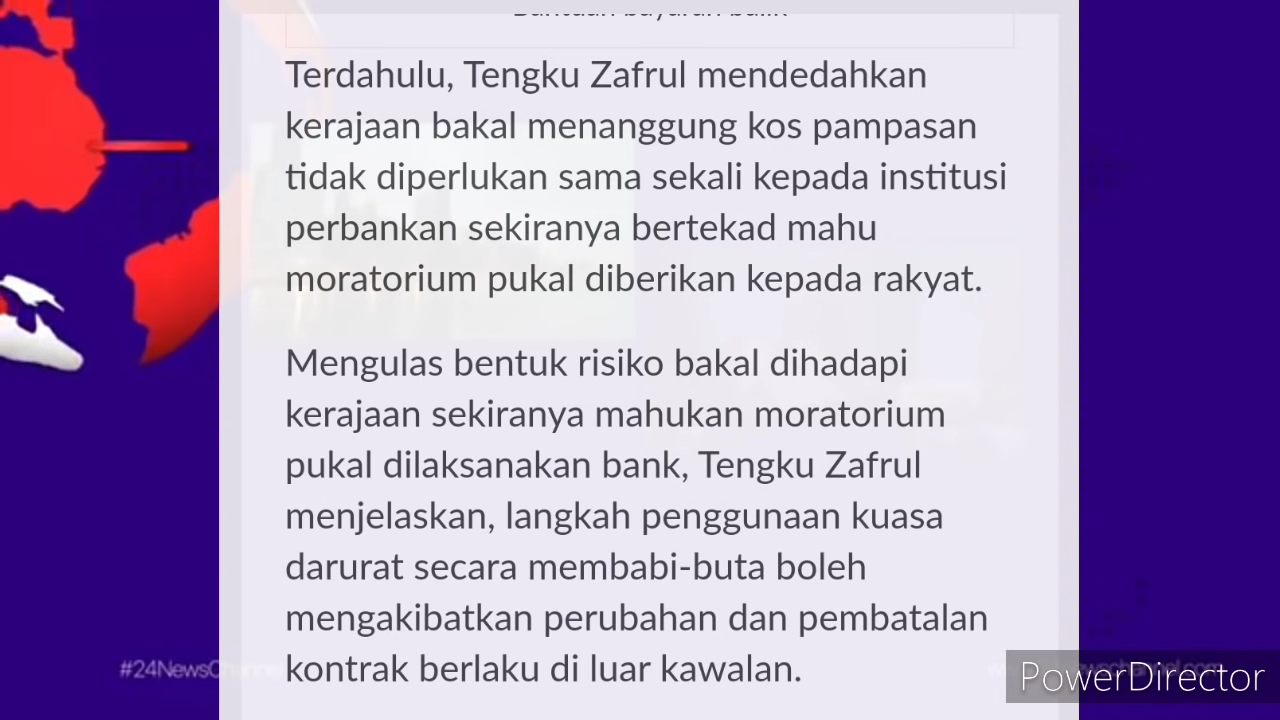 Terdahulu, Tengku Zafrul mendedahkan
kerajaan bakal menanggung kos pampasan
tidak diperlukan sama sekali kepada institusi
perbankan sekiranya bertekad mahu
moratorium pukal diberikan kepada rakyat.
Mengulas bentuk risiko bakal dihadapi
kerajaan sekiranya mahukan moratorium
pukal dilaksanakan bank, Tengku Zafrul
menjelaskan, langkah penggunaan kuasa
darurat secara membabi-buta boleh
mengakibatkan perubahan dan pembatalan
kontrak berlaku di luar kawalan.
PowerDirector